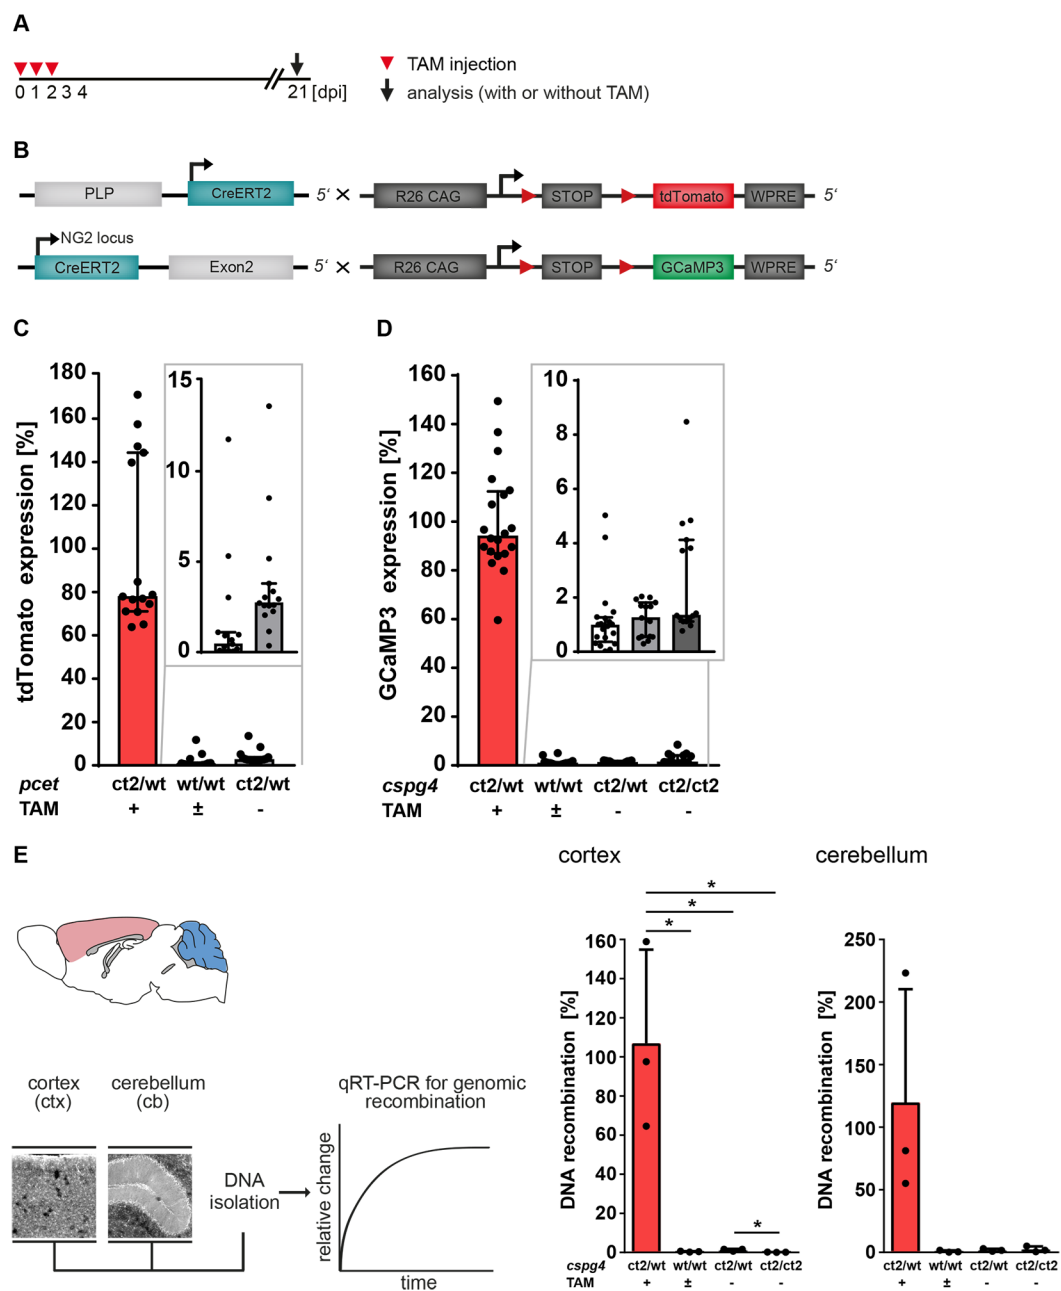 A
TAM injection
0 1 2 3 4 21 [dpi]
analysis (with or without TAM)
B
PLP CreERT2 5‘ × R26 CAG STOP tdTomato WPRE 5‘
NG2 locus
CreERT2 Exon2 5‘ × R26 CAG STOP GCaMP3 WPRE 5‘
C
tdTomato expression [%]
180
160
140
120
100
80
60
40
20
0
15
10
5
0
pcet ct2/wt wt/wt ct2/wt
TAM + ± -
D
GCaMP3 expression [%]
160
140
120
100
80
60
40
20
0
10
8
6
4
2
0
cspg4 ct2/wt wt/wt ct2/wt ct2/ct2
TAM + ± - -
E
cortex
(ctx)
cerebellum
(cb)
DNA
isolation
qRT-PCR for genomic
recombination
relative change
time
cortex
*
*
*
DNA recombination [%]
160
140
120
100
80
60
40
20
0
*
cspg4 ct2/wt wt/wt ct2/wt ct2/ct2
TAM + ± - -
cerebellum
DNA recombination [%]
250
200
150
100
50
0
ct2/wt wt/wt ct2/wt ct2/ct2
+ ± - -